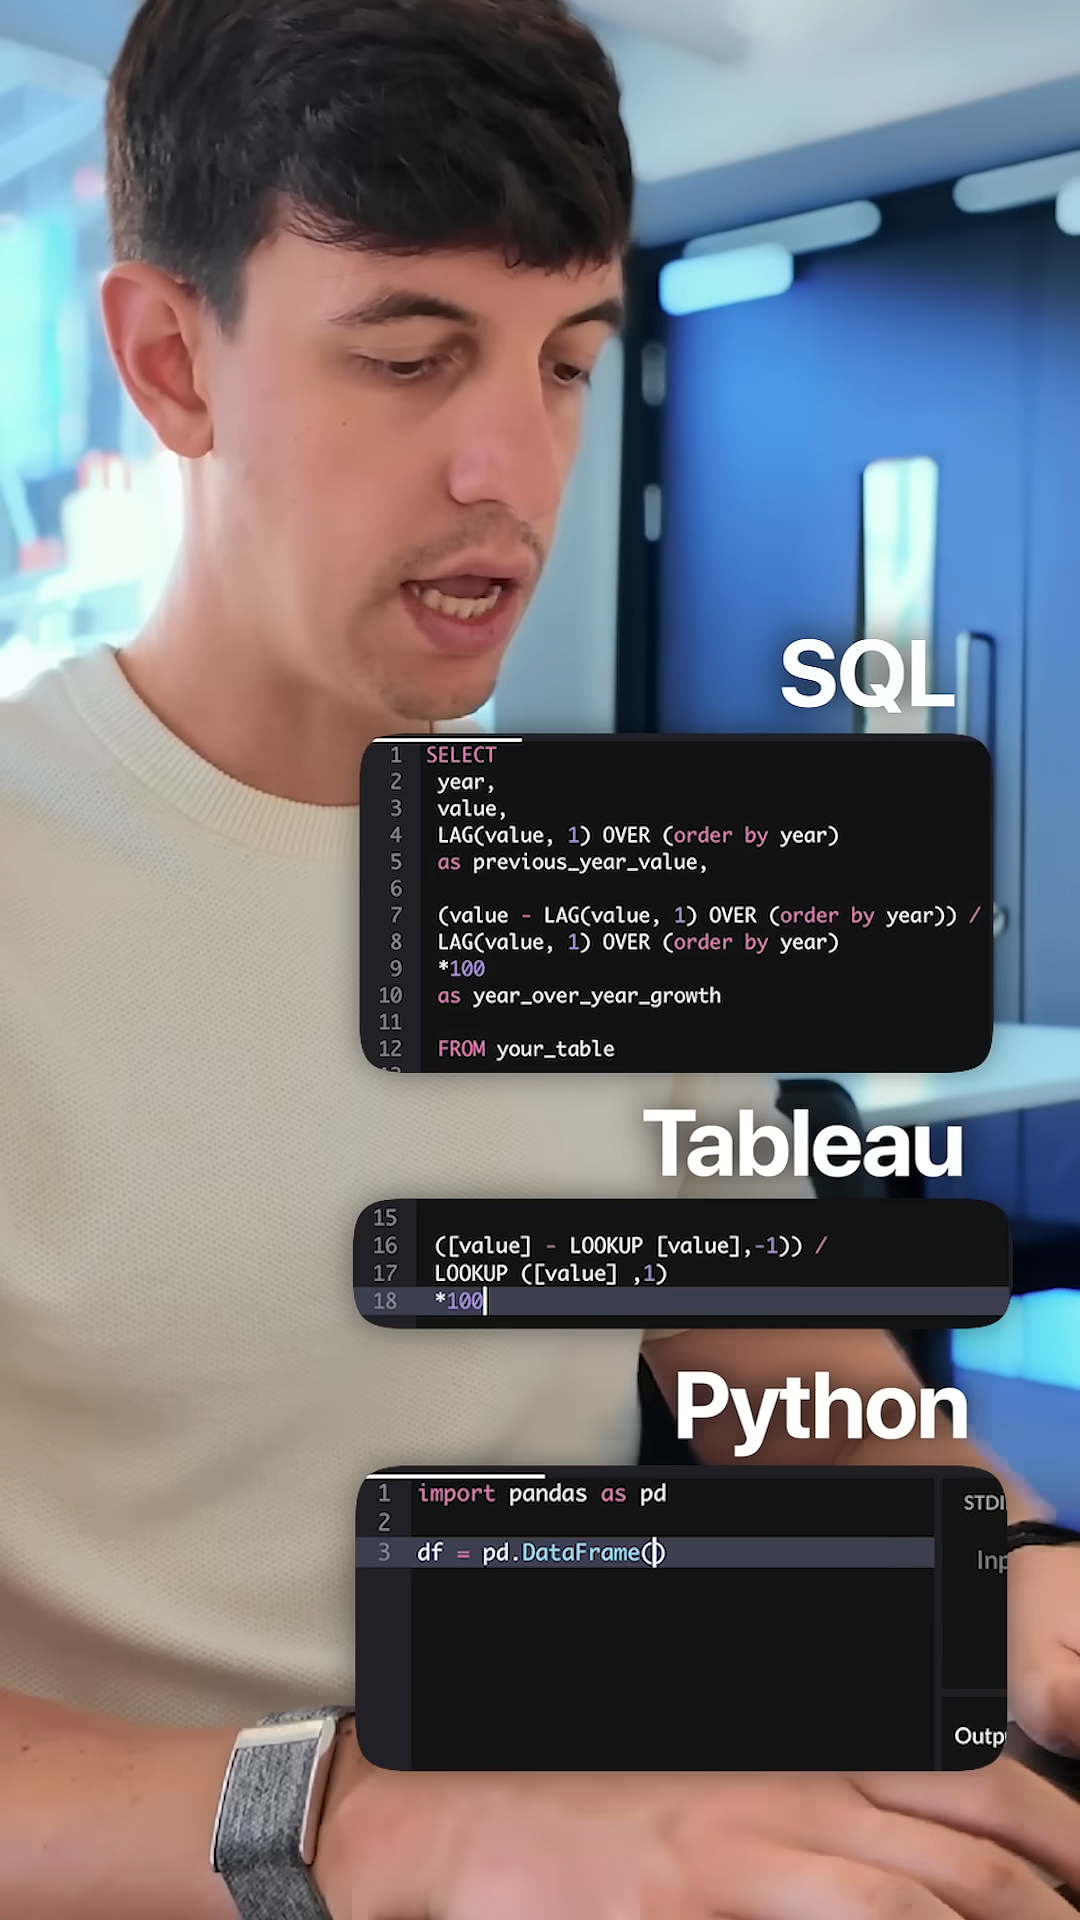 SQL
1 SELECT
2 year,
3 value,
4 LAG(value, 1) OVER (order by year)
5 as previous_year_value,
6
7 (value - LAG(value, 1) OVER (order by year)) /
8 LAG(value, 1) OVER (order by year)
9 *100
10 as year_over_year_growth
11
12 FROM your_table
Tableau
15
16 ([value] - LOOKUP [value],-1)) /
17 LOOKUP ([value] ,1)
18 *100
Python
1 import pandas as pd
2
3 df = pd.DataFrame()
STDI
Inp
Outp